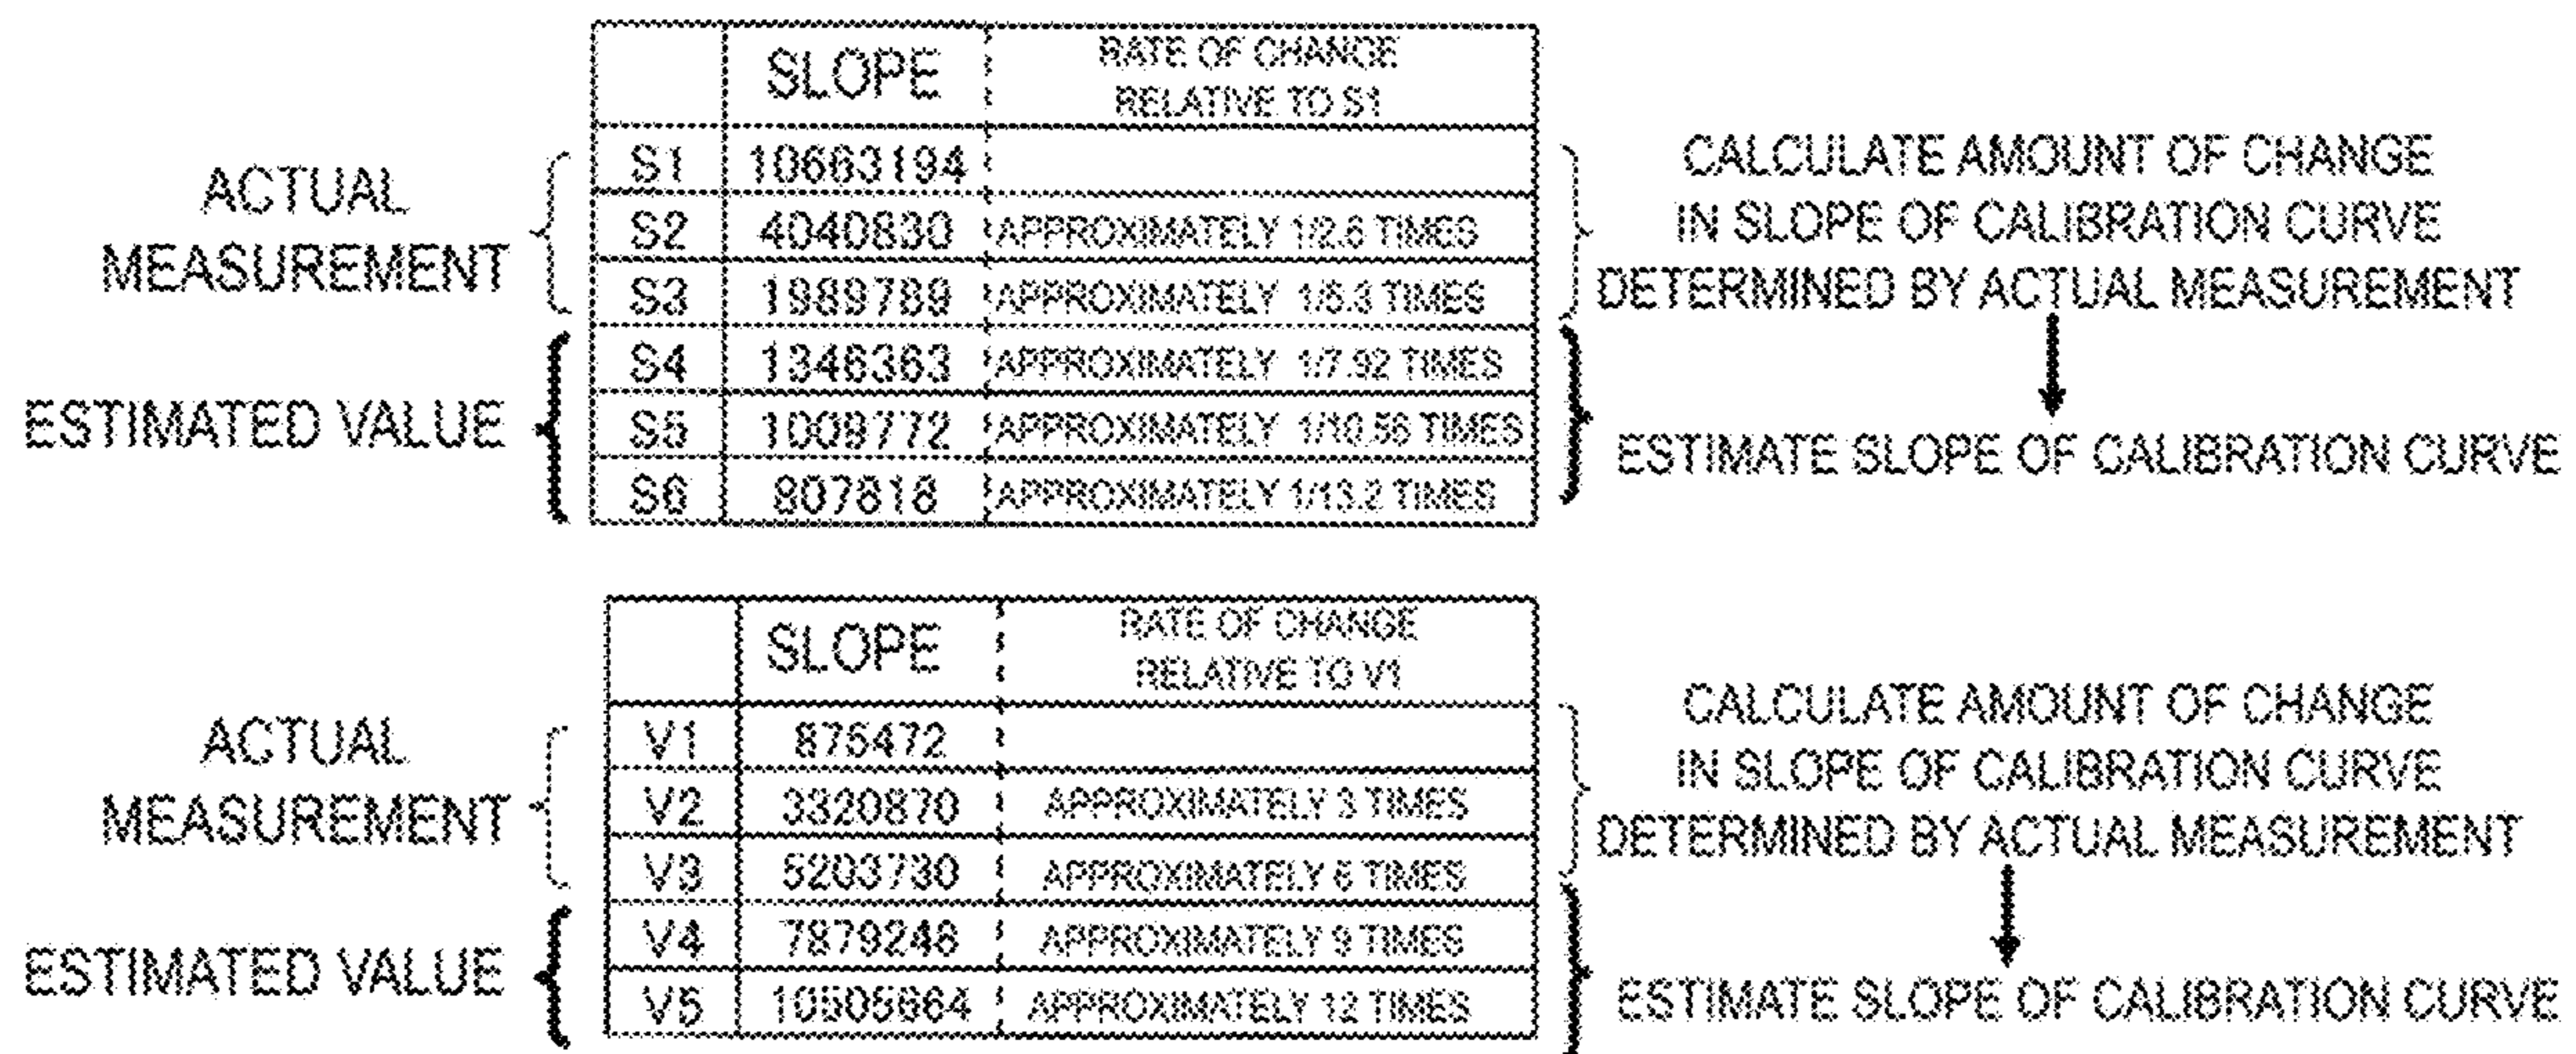 SLOPE
RATE OF CHANGE
RELATIVE TO S1
ACTUAL
MEASUREMENT
S1 10663194
S2 4040830 APPROXIMATELY 1/2.6 TIMES
S3 1989789 APPROXIMATELY 1/5.3 TIMES
CALCULATE AMOUNT OF CHANGE
IN SLOPE OF CALIBRATION CURVE
DETERMINED BY ACTUAL MEASUREMENT
ESTIMATED VALUE
S4 1346363 APPROXIMATELY 1/7.92 TIMES
S5 1009772 APPROXIMATELY 1/10.56 TIMES
S6 807818 APPROXIMATELY 1/13.2 TIMES
ESTIMATE SLOPE OF CALIBRATION CURVE
SLOPE
RATE OF CHANGE
RELATIVE TO V1
ACTUAL
MEASUREMENT
V1 875472
V2 3320870 APPROXIMATELY 3 TIMES
V3 5203730 APPROXIMATELY 6 TIMES
CALCULATE AMOUNT OF CHANGE
IN SLOPE OF CALIBRATION CURVE
DETERMINED BY ACTUAL MEASUREMENT
ESTIMATED VALUE
V4 7879248 APPROXIMATELY 9 TIMES
V5 10505664 APPROXIMATELY 12 TIMES
ESTIMATE SLOPE OF CALIBRATION CURVE